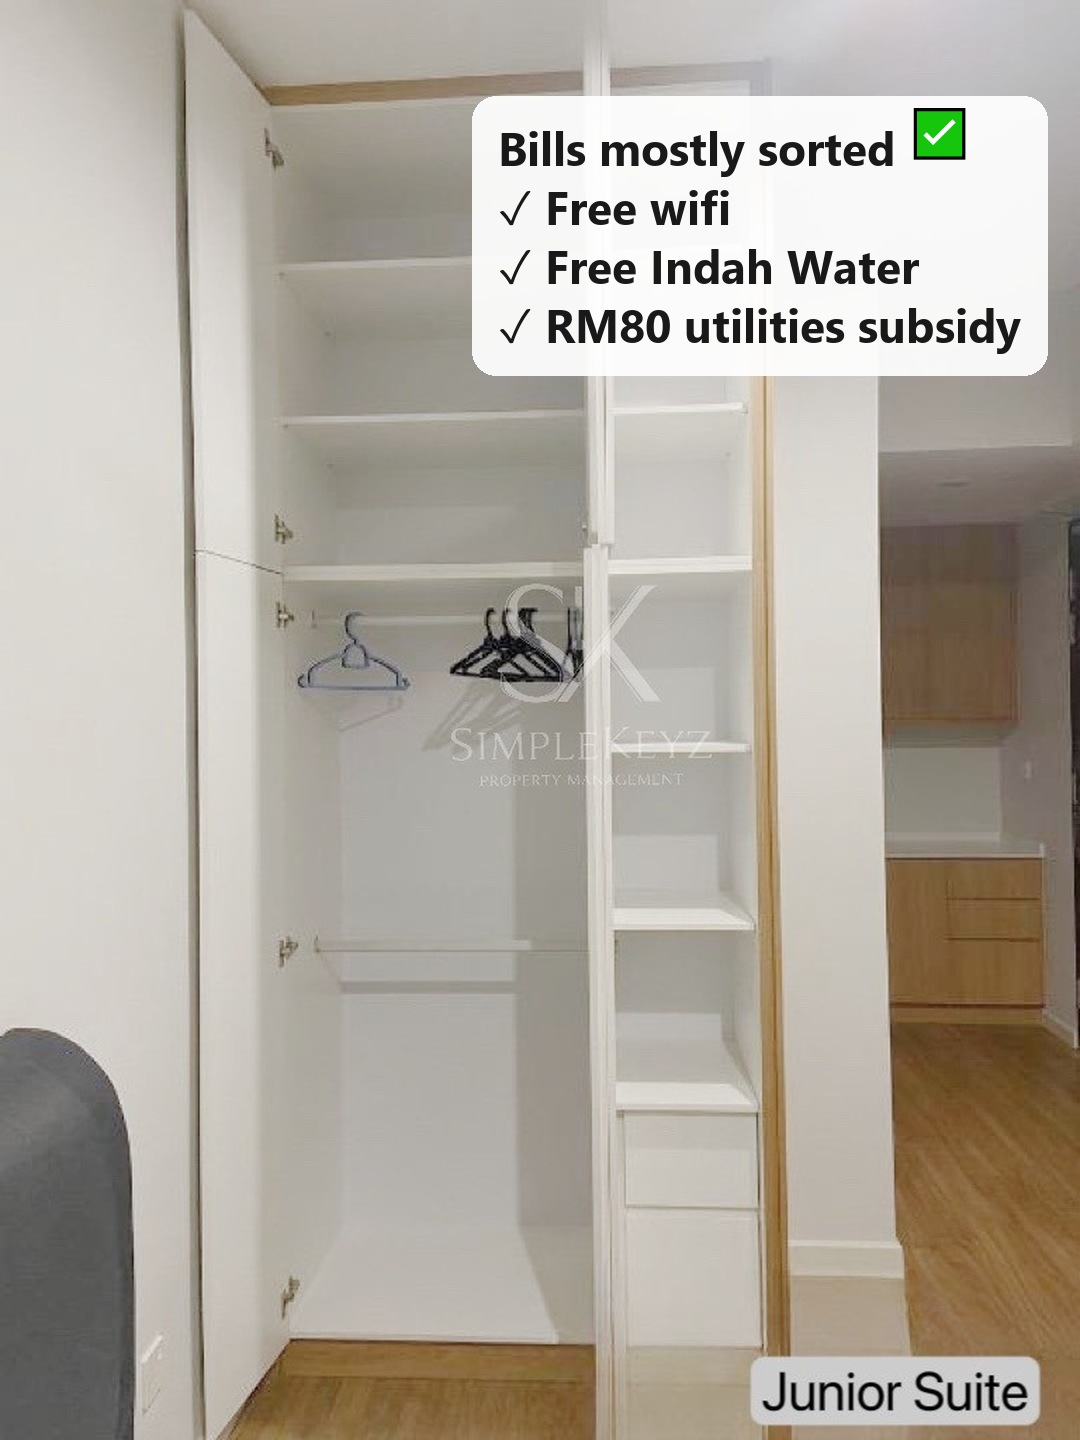 Bills mostly sorted ✅
✓ Free wifi
✓ Free Indah Water
✓ RM80 utilities subsidy
SK
SIMPLEKEYZ
PROPERTY MANAGEMENT
Junior Suite